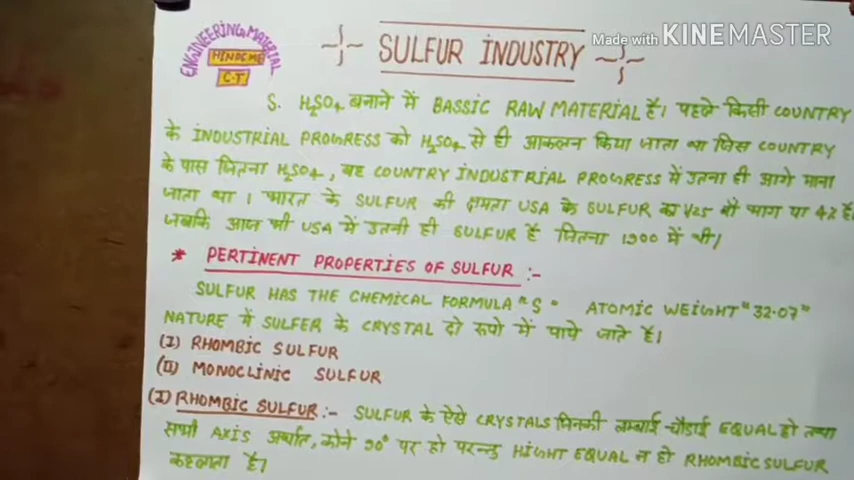 Made with KINEMASTER
ENGINEERING MATERIAL
HINDCME
C.T
SULFUR INDUSTRY
S. H₂SO₄ बनाने में BASSIC RAW MATERIAL है। पहले किसी COUNTRY
के INDUSTRIAL PROGRESS को H₂SO₄ से ही आकलन किया जाता था जिस COUNTRY
के पास जितना H₂SO₄, वह COUNTRY INDUSTRIAL PROGRESS में उतना ही आगे माना
जाता था। भारत के SULFUR की क्षमता USA के SULFUR का 1/25 वाँ भाग या 4% है
जबकि आज भी USA में उतनी ही SULFUR है जितना 1900 में थी।
* PERTINENT PROPERTIES OF SULFUR :-
SULFUR HAS THE CHEMICAL FORMULA "S" ATOMIC WEIGHT "32.07"
NATURE में SULFER के CRYSTAL दो रूपो में पाये जाते है।
(I) RHOMBIC SULFUR
(II) MONOCLINIC SULFUR
(I) RHOMBIC SULFUR :- SULFUR के ऐसे CRYSTALS जिनकी लम्बाई-चौड़ाई EQUAL हो तथा
सभी AXIS अर्थात, कोने 90° पर हो परन्तु HIGHT EQUAL न हो RHOMBIC SULFUR
कहलाता है।